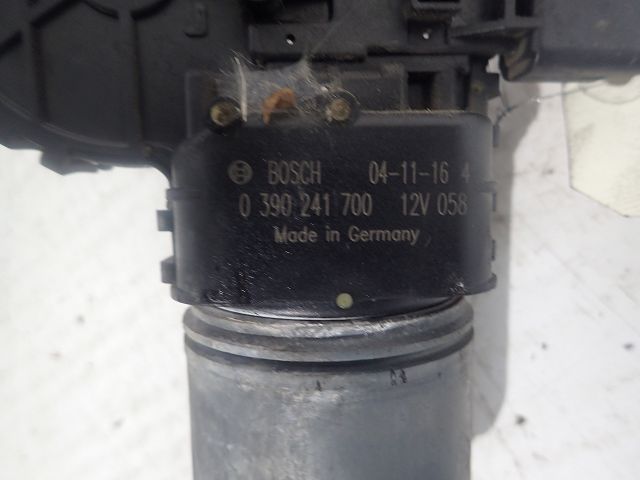 BOSCH 04-11-16 4
0 390 241 700 12V 058
Made in Germany